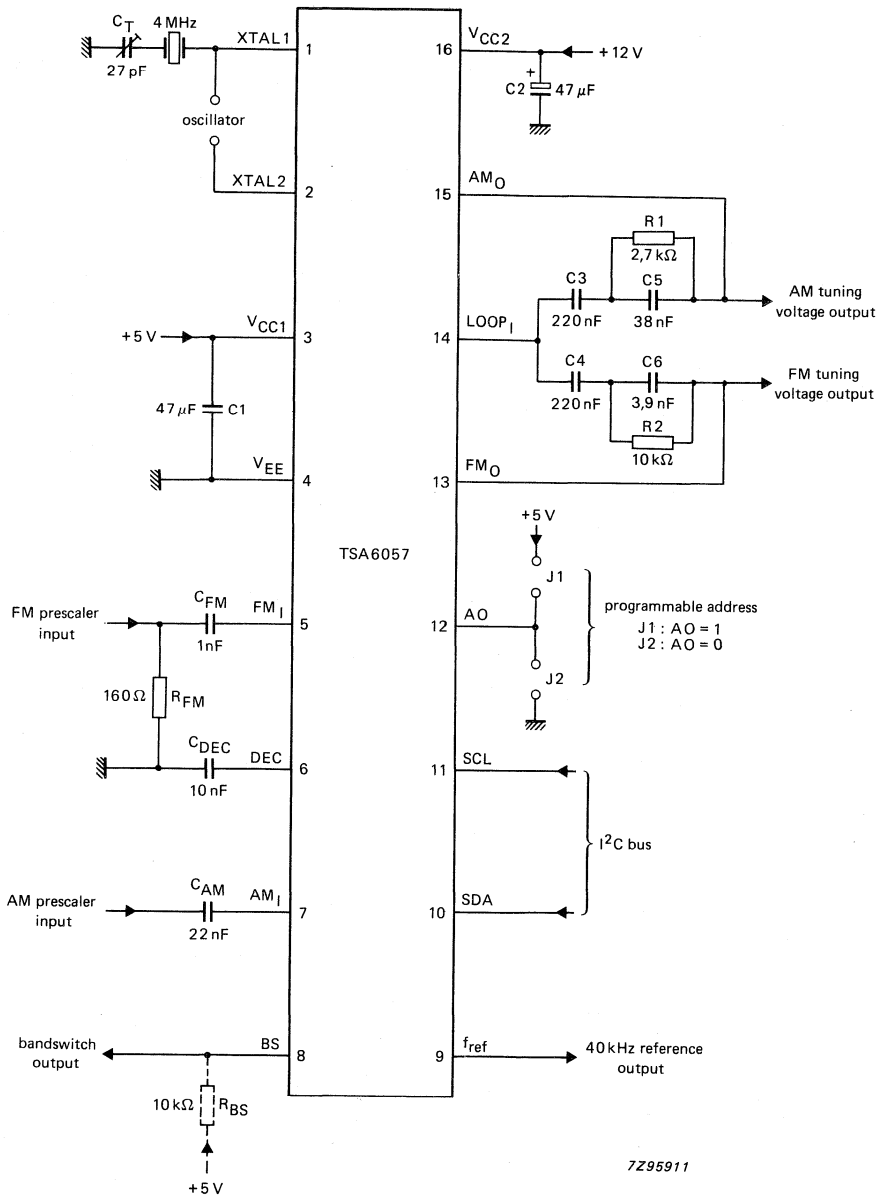 C_T 4 MHz
27 pF
XTAL1 1
oscillator
XTAL2 2
+5 V V_CC1 3
47 µF C1
V_EE 4
FM prescaler
input
C_FM FM_I 5
1nF
160 Ω R_FM
C_DEC DEC 6
10 nF
AM prescaler
input
C_AM AM_I 7
22 nF
bandswitch
output
BS 8
10 kΩ R_BS
+5 V
TSA6057
16 V_CC2 +12 V
+
C2 47 µF
15 AM_O
R1
2,7 kΩ
C3 C5
220 nF 38 nF
AM tuning
voltage output
14 LOOP_I
C4 C6
220 nF 3,9 nF
FM tuning
voltage output
R2
10 kΩ
13 FM_O
+5 V
J1
12 AO
J2
programmable address
J1 : AO = 1
J2 : AO = 0
11 SCL
I²C bus
10 SDA
9 f_ref
40 kHz reference
output
7Z95911